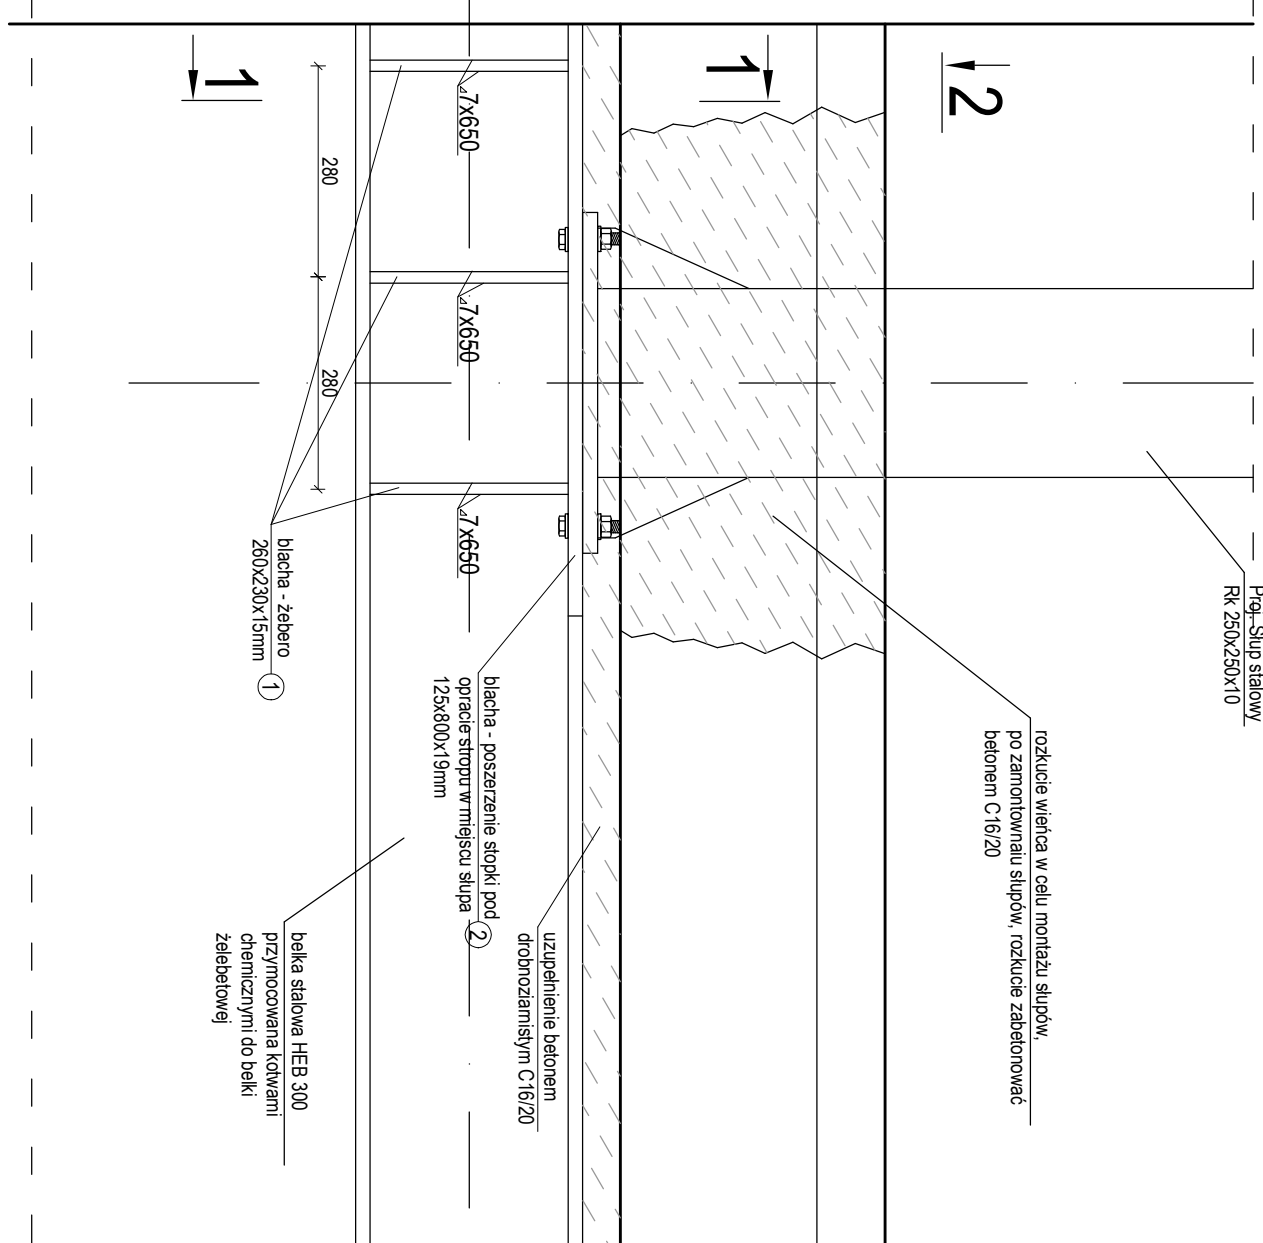 1
1
2
7x650
7x650
7x650
280
280
Proj. Słup stalowy
Rk 250x250x10
rozkucie wieńca w celu montażu słupów,
po zamontownaiu słupów, rozkucie zabetonować
betonem C16/20
blacha - żebero
260x230x15mm
1
blacha - poszerzenie stopki pod
opracie stropu w miejscu słupa
125x800x19mm
2
uzupełnienie betonem
drobnoziarnistym C16/20
belka stalowa HEB 300
przymocowana kotwami
chemicznymi do belki
żelebetowej